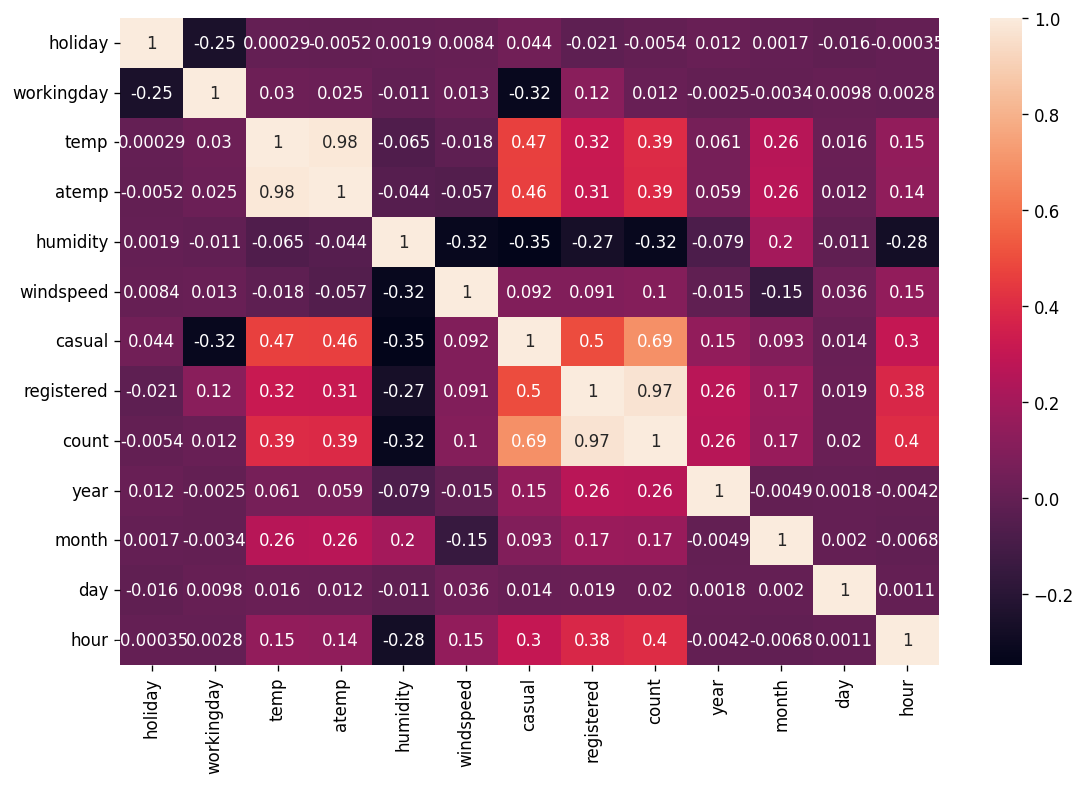 holiday 1 -0.25 0.00029 -0.0052 0.0019 0.0084 0.044 -0.021 -0.0054 0.012 0.0017 -0.016 -0.00035
workingday -0.25 1 0.03 0.025 -0.011 0.013 -0.32 0.12 0.012 -0.0025 -0.0034 0.0098 0.0028
temp 0.00029 0.03 1 0.98 -0.065 -0.018 0.47 0.32 0.39 0.061 0.26 0.016 0.15
atemp -0.0052 0.025 0.98 1 -0.044 -0.057 0.46 0.31 0.39 0.059 0.26 0.012 0.14
humidity 0.0019 -0.011 -0.065 -0.044 1 -0.32 -0.35 -0.27 -0.32 -0.079 0.2 -0.011 -0.28
windspeed 0.0084 0.013 -0.018 -0.057 -0.32 1 0.092 0.091 0.1 -0.015 -0.15 0.036 0.15
casual 0.044 -0.32 0.47 0.46 -0.35 0.092 1 0.5 0.69 0.15 0.093 0.014 0.3
registered -0.021 0.12 0.32 0.31 -0.27 0.091 0.5 1 0.97 0.26 0.17 0.019 0.38
count -0.0054 0.012 0.39 0.39 -0.32 0.1 0.69 0.97 1 0.26 0.17 0.02 0.4
year 0.012 -0.0025 0.061 0.059 -0.079 -0.015 0.15 0.26 0.26 1 -0.0049 0.0018 -0.0042
month 0.0017 -0.0034 0.26 0.26 0.2 -0.15 0.093 0.17 0.17 -0.0049 1 0.002 -0.0068
day -0.016 0.0098 0.016 0.012 -0.011 0.036 0.014 0.019 0.02 0.0018 0.002 1 0.0011
hour -0.00035 0.0028 0.15 0.14 -0.28 0.15 0.3 0.38 0.4 -0.0042 -0.0068 0.0011 1
holiday workingday temp atemp humidity windspeed casual registered count year month day hour
1.0
0.8
0.6
0.4
0.2
0.0
−0.2